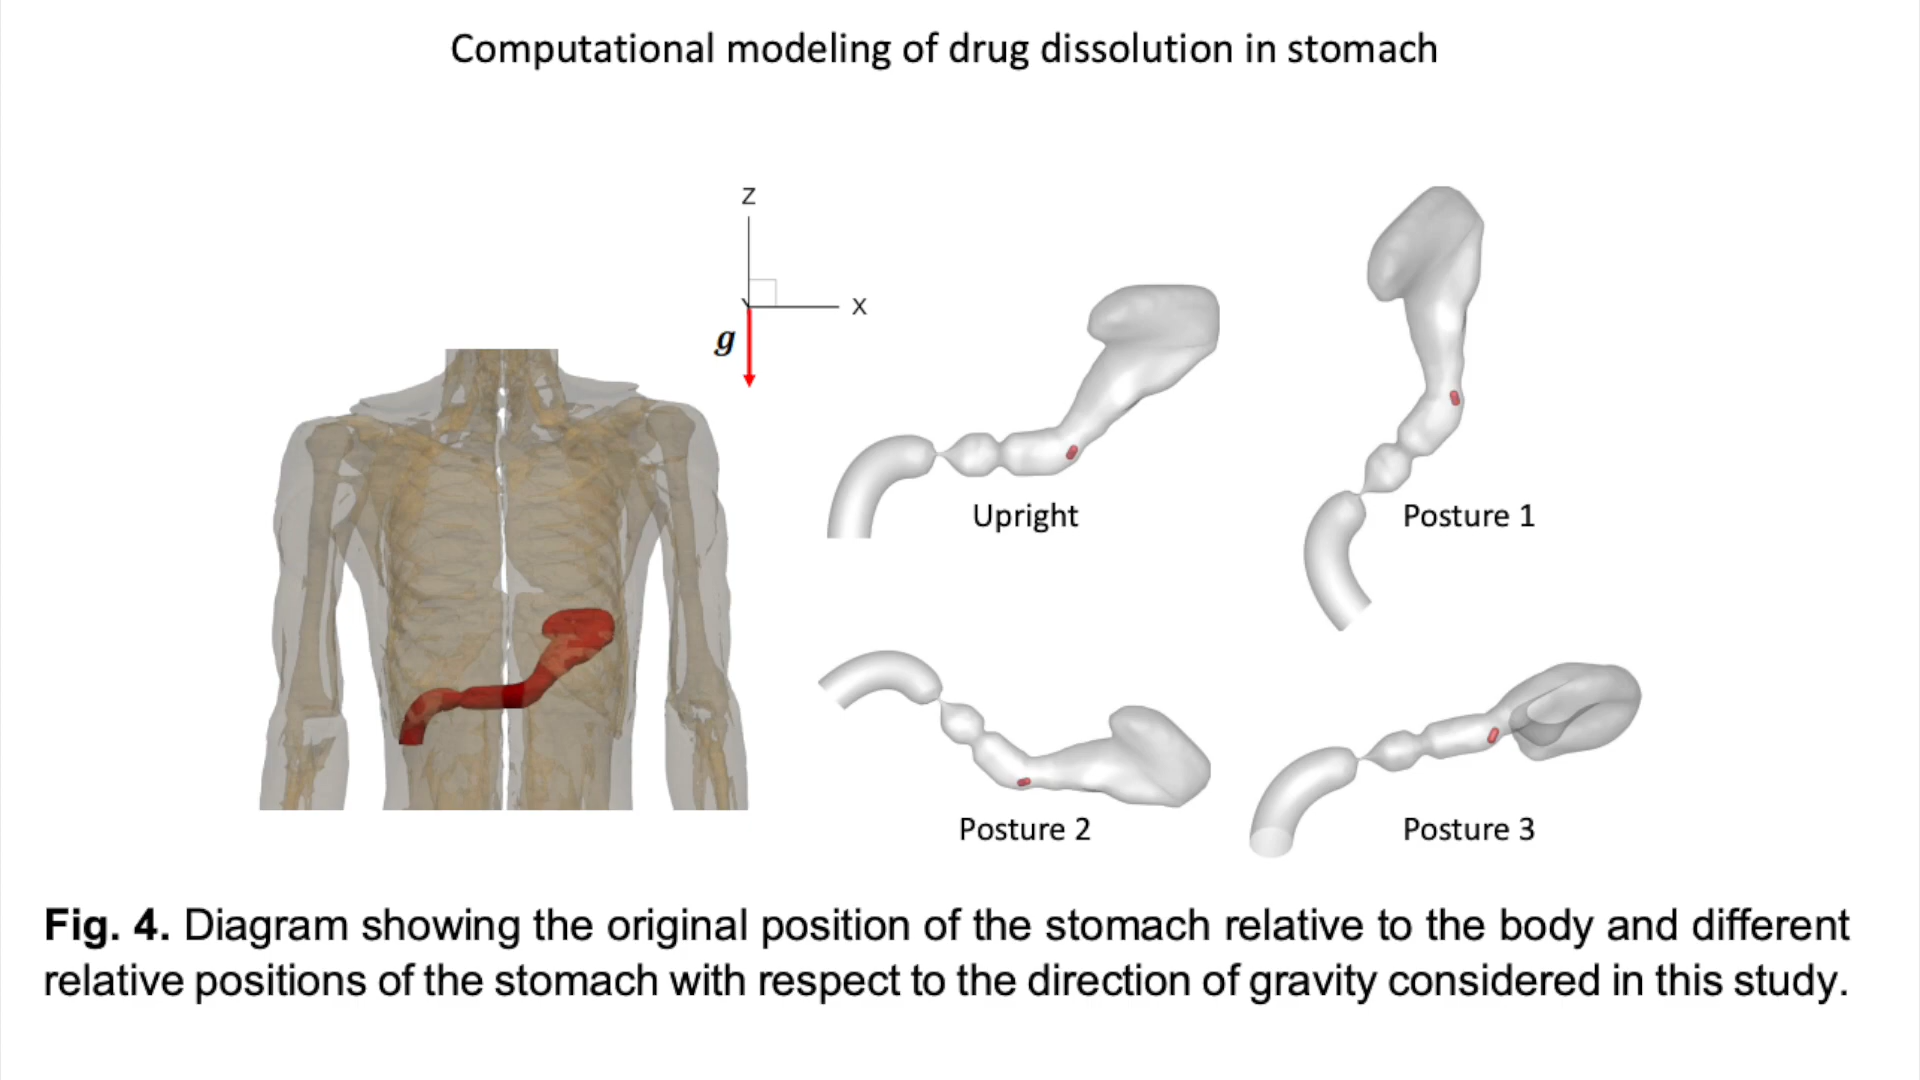 Computational modeling of drug dissolution in stomach
Z
Y
X
g
Upright
Posture 1
Posture 2
Posture 3
Fig. 4. Diagram showing the original position of the stomach relative to the body and different
relative positions of the stomach with respect to the direction of gravity considered in this study.